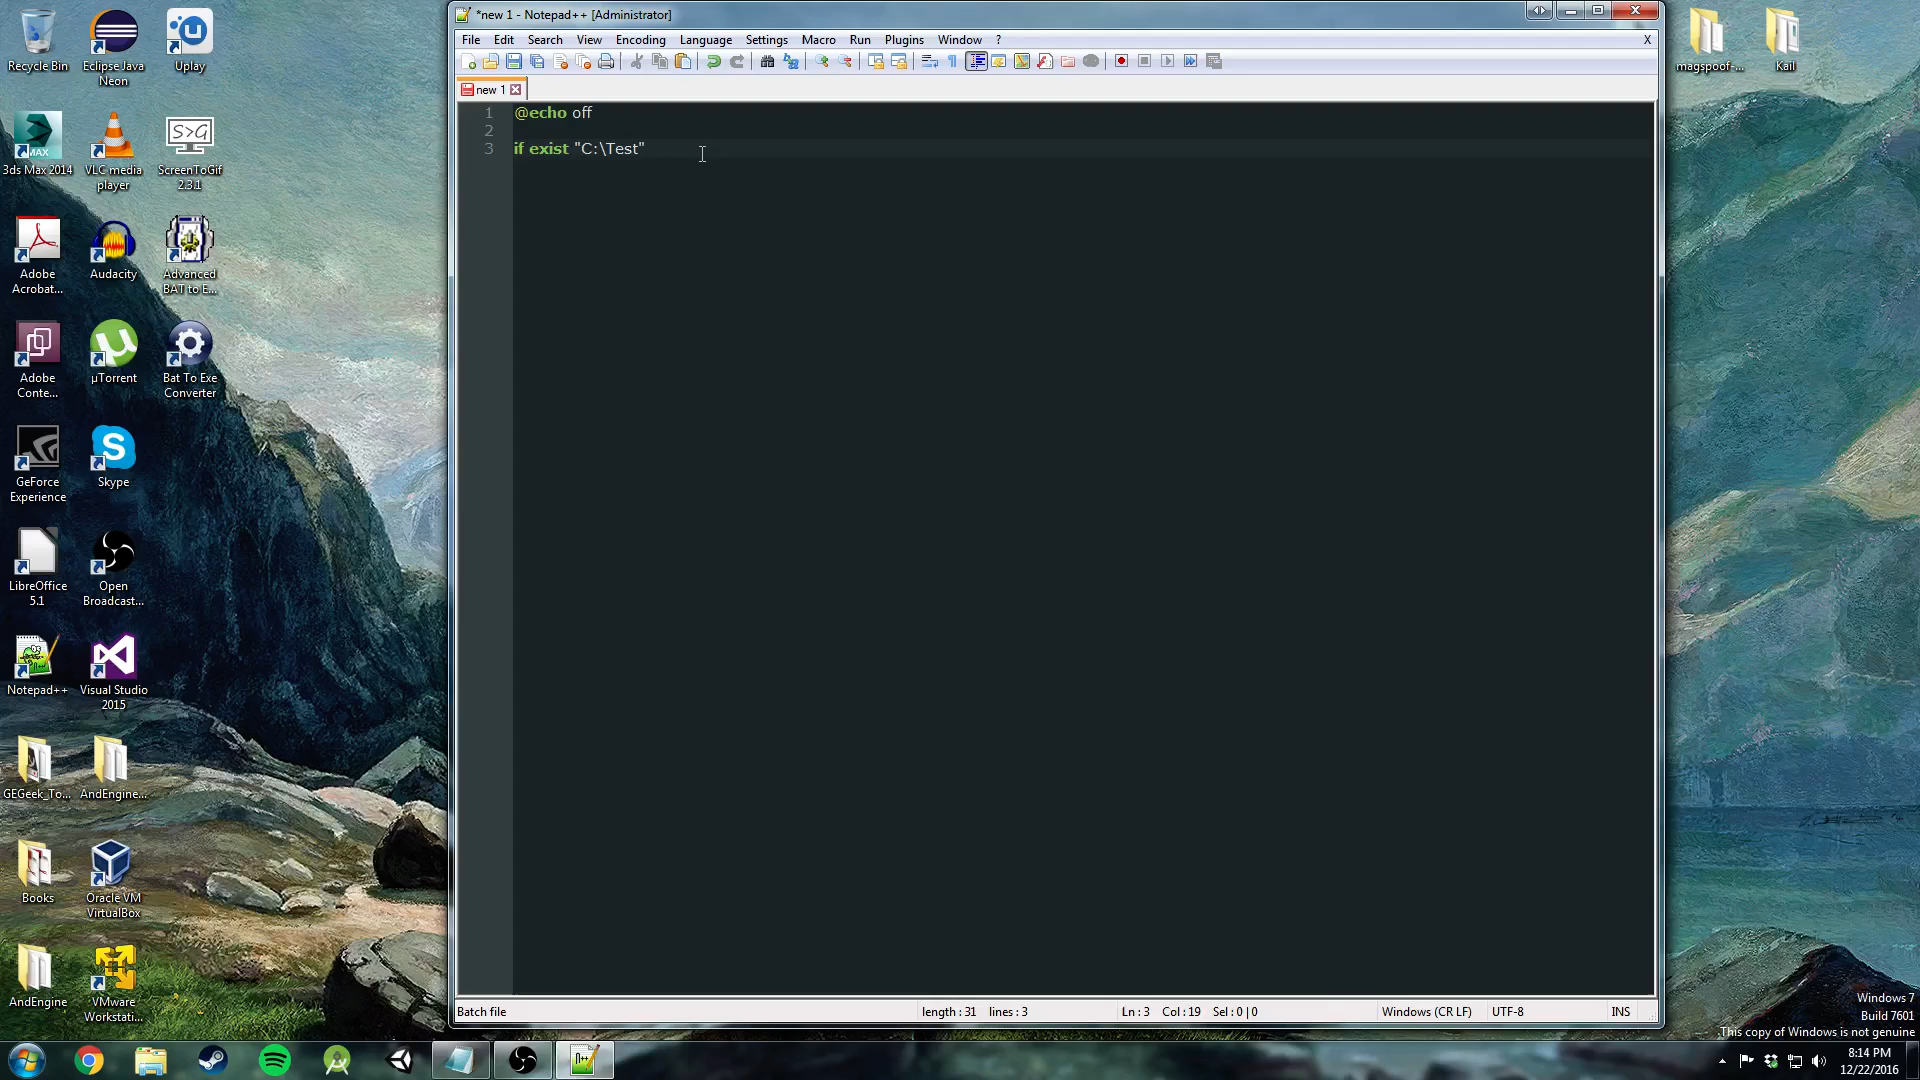 *new 1 - Notepad++ [Administrator]
File Edit Search View Encoding Language Settings Macro Run Plugins Window ? X
new 1
1 @echo off
2
3 if exist "C:\Test"
Batch file length : 31 lines : 3 Ln : 3 Col : 19 Sel : 0 | 0 Windows (CR LF) UTF-8 INS
Recycle Bin
Eclipse Java
Neon
Uplay
3ds Max 2014
VLC media
player
S>G
ScreenToGif
2.3.1
Adobe
Acrobat...
Audacity
Advanced
BAT to E...
Adobe
Conte...
µTorrent
Bat To Exe
Converter
GeForce
Experience
Skype
LibreOffice
5.1
Open
Broadcast...
Notepad++
Visual Studio
2015
GEGeek_To...
AndEngine...
Books
Oracle VM
VirtualBox
AndEngine
VMware
Workstati...
magspoof-...
Kail
Windows 7
Build 7601
This copy of Windows is not genuine
8:14 PM
12/22/2016